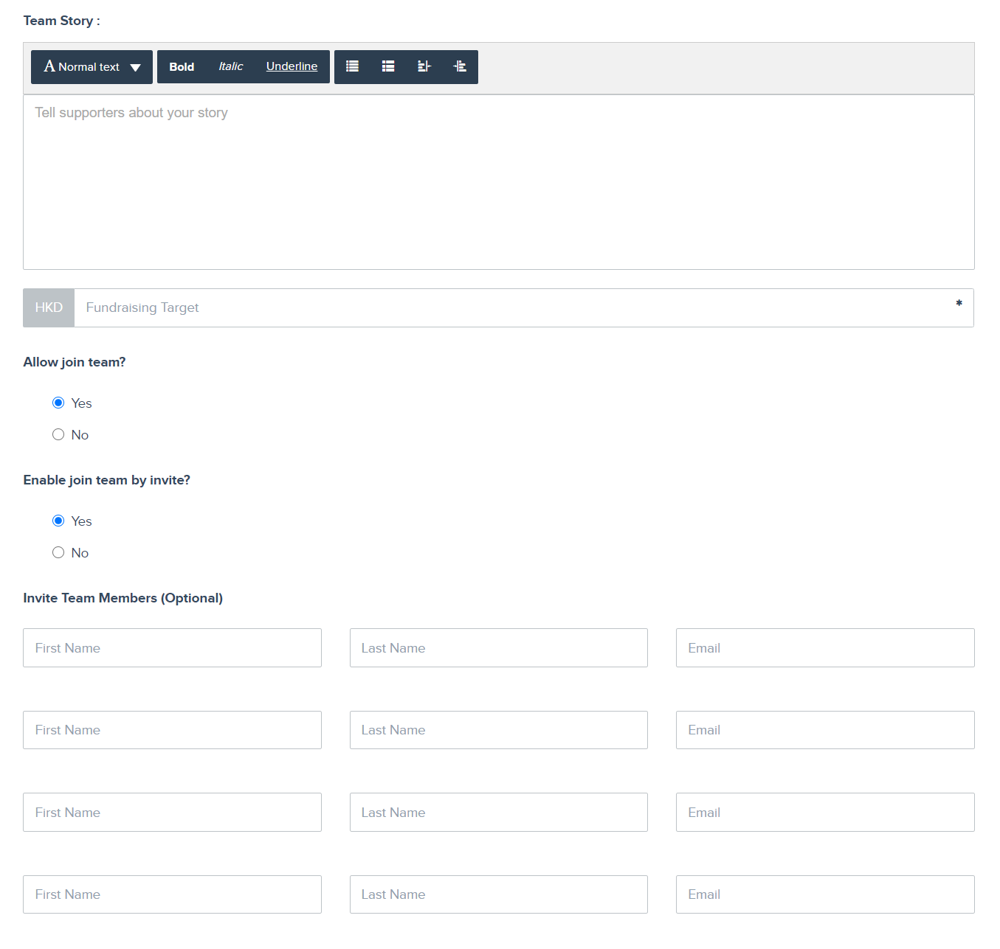 Team Story :
A Normal text Bold Italic Underline
Tell supporters about your story
HKD Fundraising Target *
Allow join team?
Yes
No
Enable join team by invite?
Yes
No
Invite Team Members (Optional)
First Name Last Name Email
First Name Last Name Email
First Name Last Name Email
First Name Last Name Email